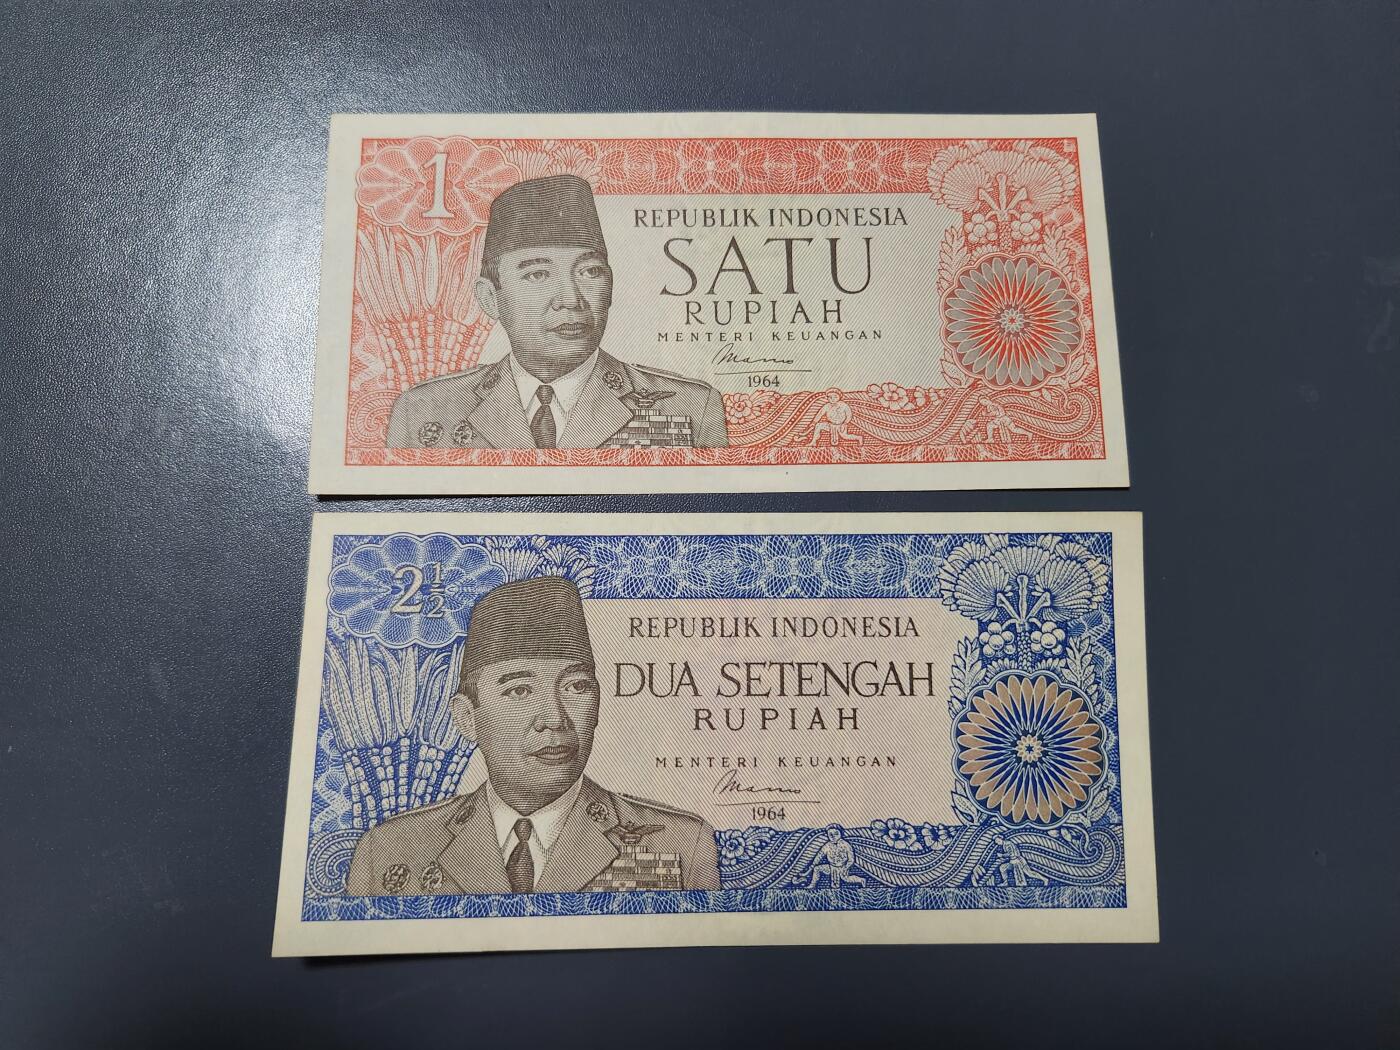 1
REPUBLIK INDONESIA
SATU
RUPIAH
MENTERI KEUANGAN
1964
2½
REPUBLIK INDONESIA
DUA SETENGAH
RUPIAH
MENTERI KEUANGAN
1964